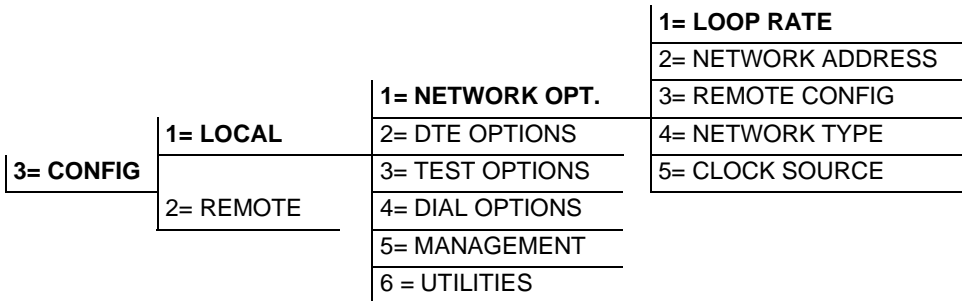 3= CONFIG
1= LOCAL
2= REMOTE
1= NETWORK OPT.
2= DTE OPTIONS
3= TEST OPTIONS
4= DIAL OPTIONS
5= MANAGEMENT
6 = UTILITIES
1= LOOP RATE
2= NETWORK ADDRESS
3= REMOTE CONFIG
4= NETWORK TYPE
5= CLOCK SOURCE